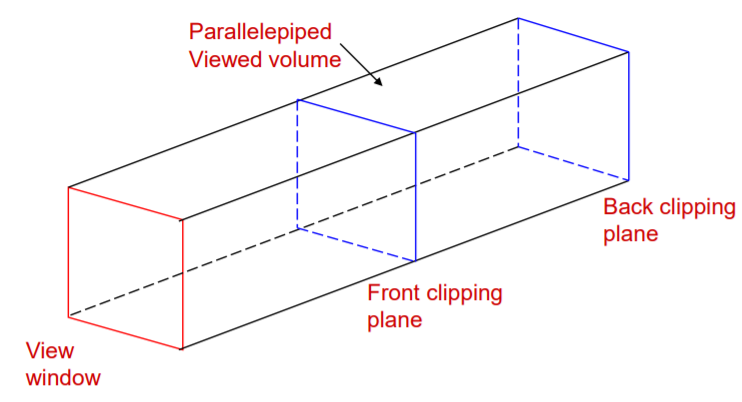 Parallelepiped
Viewed volume
Back clipping
plane
Front clipping
plane
View
window